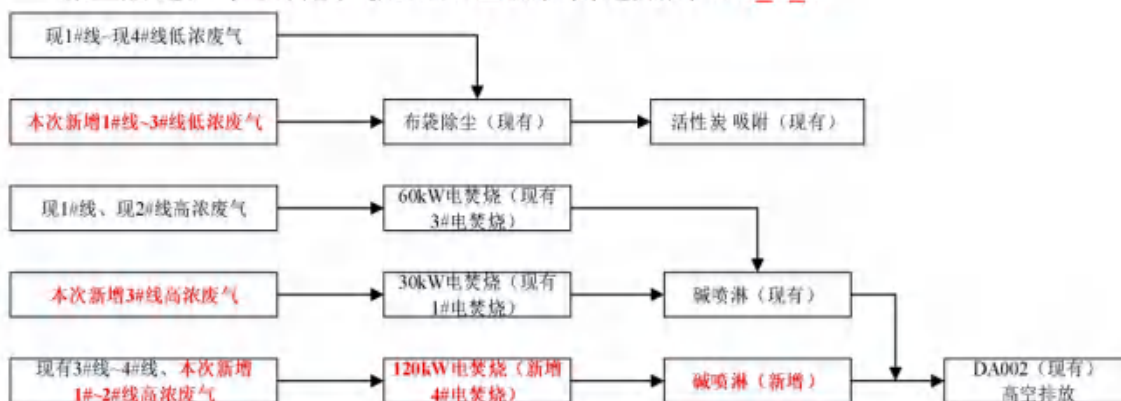 现1#线~现4#线低浓废气
本次新增1#线~3#线低浓废气
布袋除尘（现有）
活性炭 吸附（现有）
现1#线、现2#线高浓废气
60kW电焚烧（现有
3#电焚烧）
本次新增3#线高浓废气
30kW电焚烧（现有
1#电焚烧）
碱喷淋（现有）
现有3#线~4#线、本次新增
1#~2#线高浓废气
120kW电焚烧（新增
4#电焚烧）
碱喷淋（新增）
DA002（现有）
高空排放